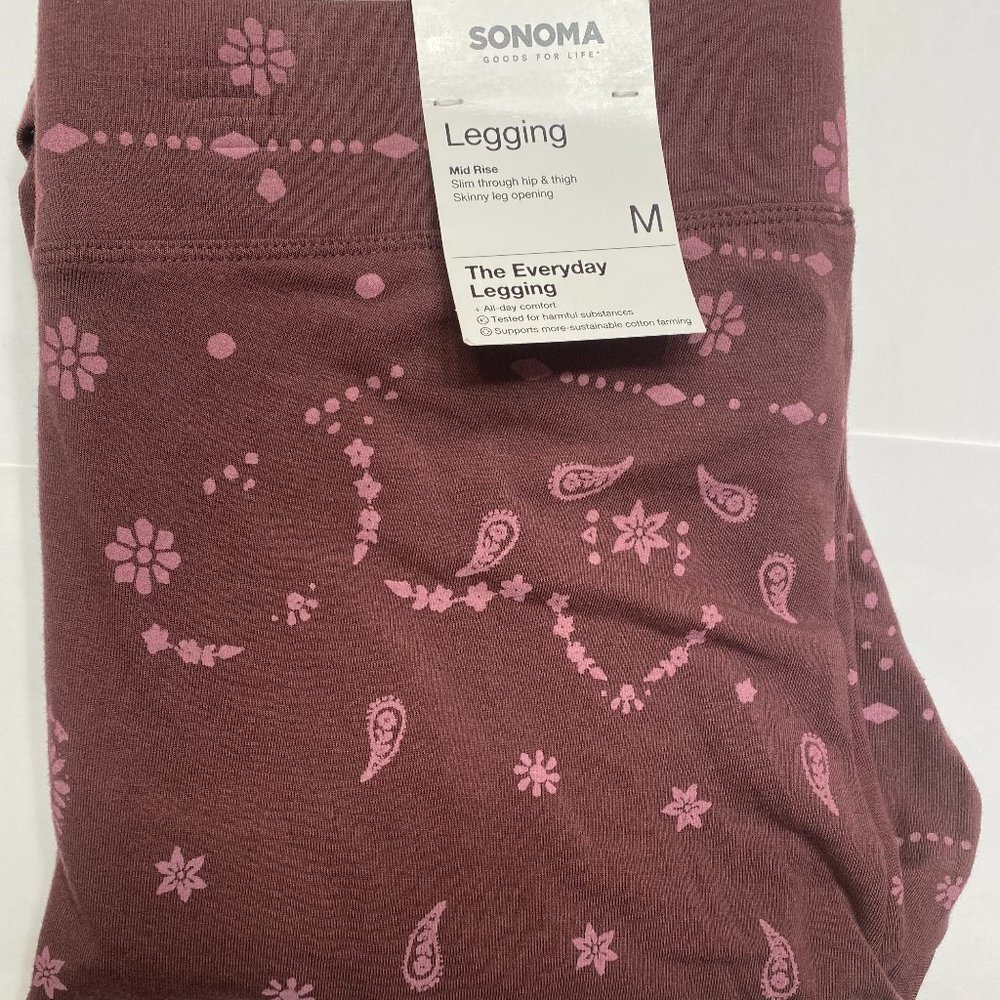 SONOMA
GOODS FOR LIFE
Legging
Mid Rise
Slim through hip & thigh
Skinny leg opening
M
The Everyday
Legging
+ All-day comfort
Tested for harmful substances
Supports more-sustainable cotton farming